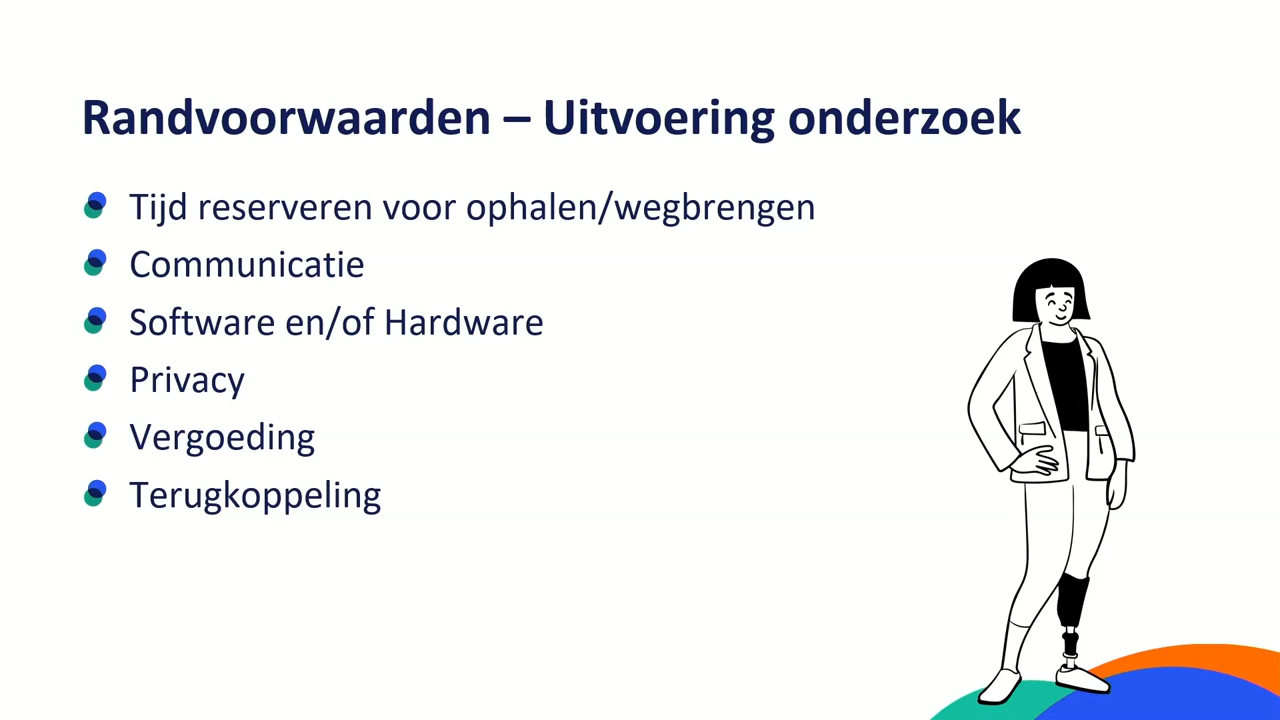 Randvoorwaarden – Uitvoering onderzoek
Tijd reserveren voor ophalen/wegbrengen
Communicatie
Software en/of Hardware
Privacy
Vergoeding
Terugkoppeling